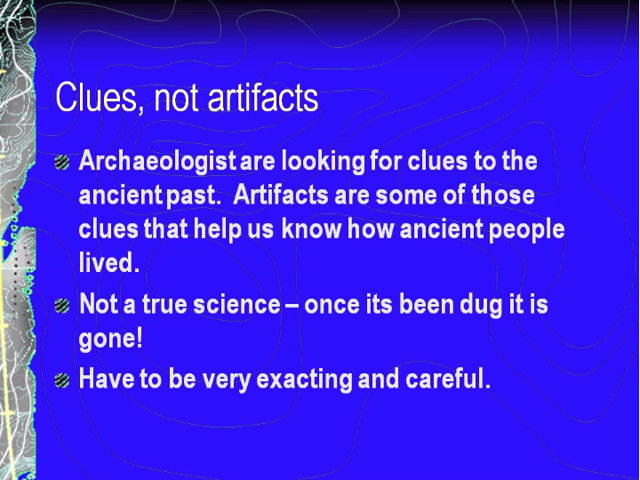 Clues, not artifacts
Archaeologist are looking for clues to the
ancient past.  Artifacts are some of those
clues that help us know how ancient people
lived.
Not a true science – once its been dug it is
gone!
Have to be very exacting and careful.